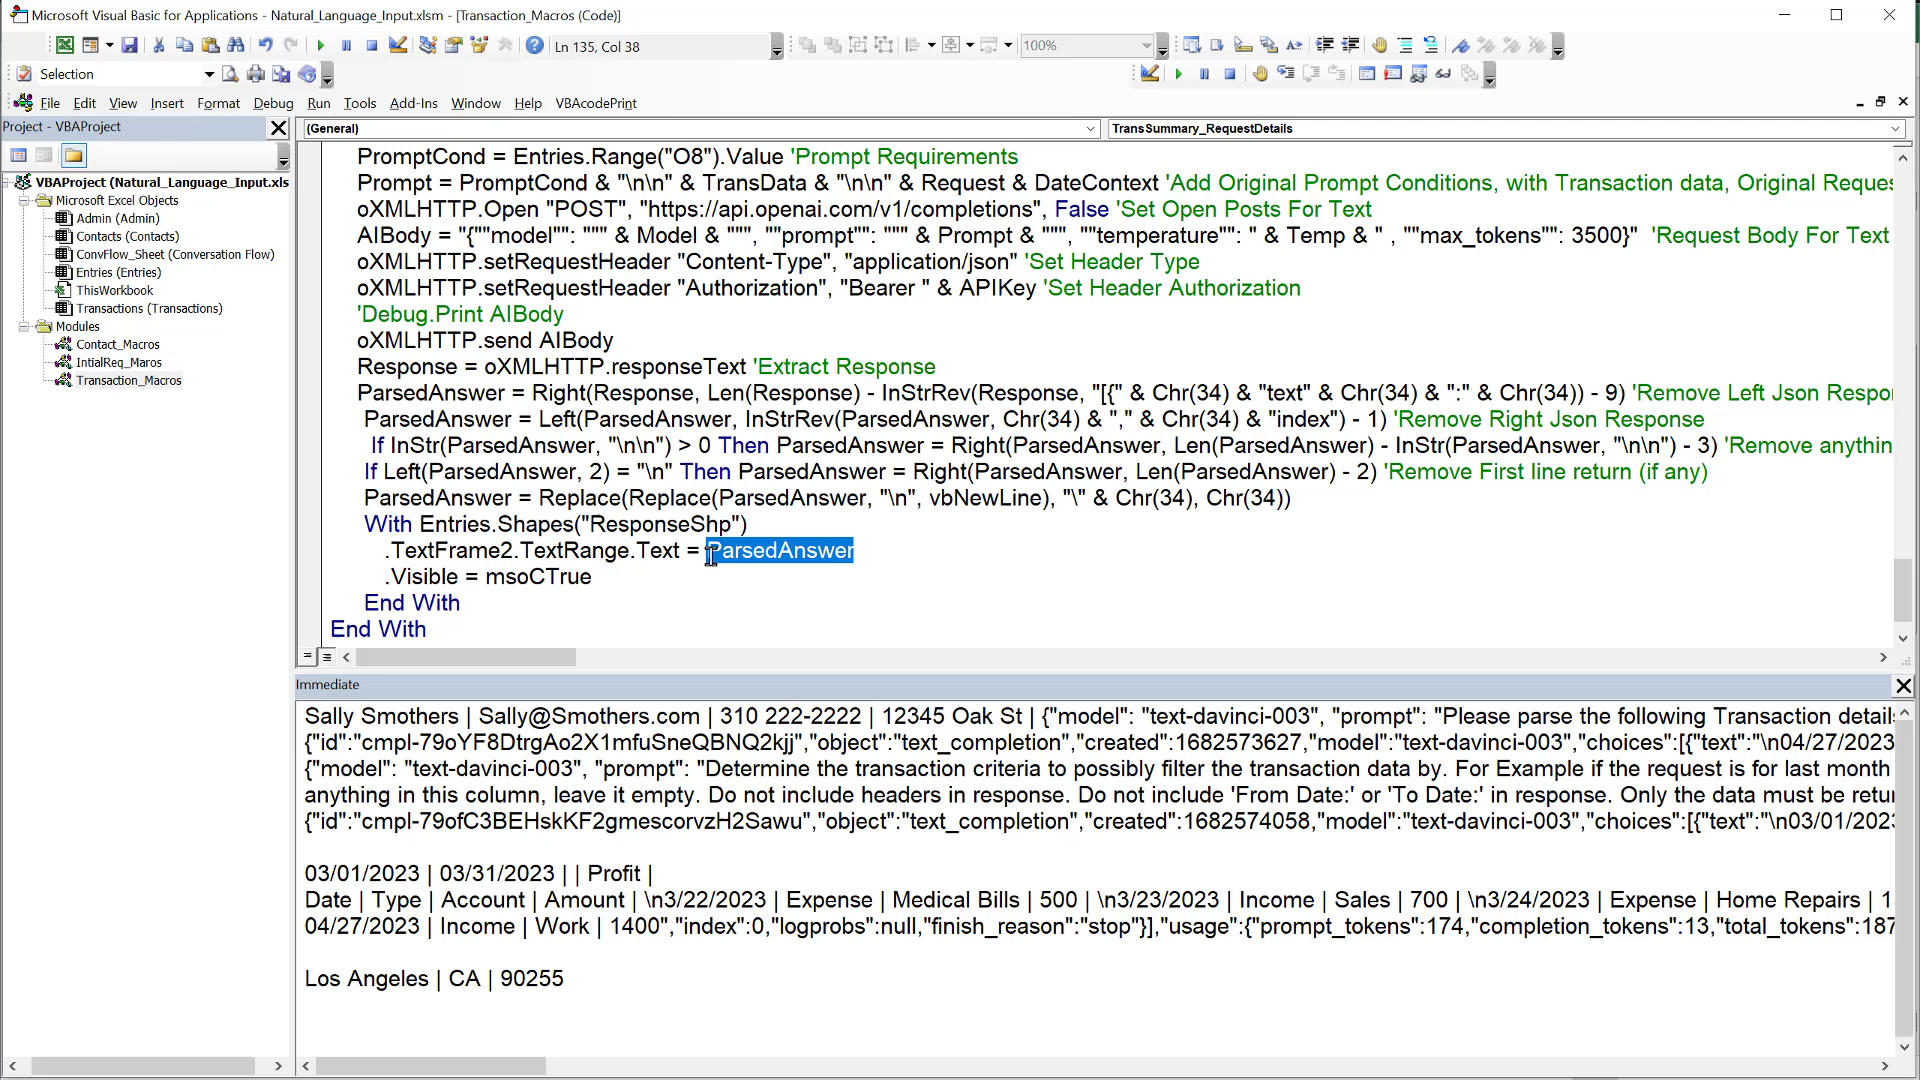 Microsoft Visual Basic for Applications - Natural_Language_Input.xlsm - [Transaction_Macros (Code)]
Ln 135, Col 38
100%
Selection
File Edit View Insert Format Debug Run Tools Add-Ins Window Help VBAcodePrint
Project - VBAProject
VBAProject (Natural_Language_Input.xls
Microsoft Excel Objects
Admin (Admin)
Contacts (Contacts)
ConvFlow_Sheet (Conversation Flow)
Entries (Entries)
ThisWorkbook
Transactions (Transactions)
Modules
Contact_Macros
IntialReq_Maros
Transaction_Macros
(General)
TransSummary_RequestDetails
PromptCond = Entries.Range("O8").Value 'Prompt Requirements
Prompt = PromptCond & "\n\n" & TransData & "\n\n" & Request & DateContext 'Add Original Prompt Conditions, with Transaction data, Original Reques
oXMLHTTP.Open "POST", "https://api.openai.com/v1/completions", False 'Set Open Posts For Text
AIBody = "{""model"": """ & Model & """, ""prompt"": """ & Prompt & """, ""temperature"": " & Temp & " , ""max_tokens"": 3500}" 'Request Body For Text
oXMLHTTP.setRequestHeader "Content-Type", "application/json" 'Set Header Type
oXMLHTTP.setRequestHeader "Authorization", "Bearer " & APIKey 'Set Header Authorization
'Debug.Print AIBody
oXMLHTTP.send AIBody
Response = oXMLHTTP.responseText 'Extract Response
ParsedAnswer = Right(Response, Len(Response) - InStrRev(Response, "[{" & Chr(34) & "text" & Chr(34) & ":" & Chr(34)) - 9) 'Remove Left Json Respo
ParsedAnswer = Left(ParsedAnswer, InStrRev(ParsedAnswer, Chr(34) & "," & Chr(34) & "index") - 1) 'Remove Right Json Response
If InStr(ParsedAnswer, "\n\n") > 0 Then ParsedAnswer = Right(ParsedAnswer, Len(ParsedAnswer) - InStr(ParsedAnswer, "\n\n") - 3) 'Remove anythin
If Left(ParsedAnswer, 2) = "\n" Then ParsedAnswer = Right(ParsedAnswer, Len(ParsedAnswer) - 2) 'Remove First line return (if any)
ParsedAnswer = Replace(Replace(ParsedAnswer, "\n", vbNewLine), "\" & Chr(34), Chr(34))
With Entries.Shapes("ResponseShp")
.TextFrame2.TextRange.Text = ParsedAnswer
.Visible = msoCTrue
End With
End With
Immediate
Sally Smothers | Sally@Smothers.com | 310 222-2222 | 12345 Oak St | {"model": "text-davinci-003", "prompt": "Please parse the following Transaction details
{"id":"cmpl-79oYF8DtrgAo2X1mfuSneQBNQ2kjj","object":"text_completion","created":1682573627,"model":"text-davinci-003","choices":[{"text":"\n04/27/2023
{"model": "text-davinci-003", "prompt": "Determine the transaction criteria to possibly filter the transaction data by. For Example if the request is for last month
anything in this column, leave it empty. Do not include headers in response. Do not include 'From Date:' or 'To Date:' in response. Only the data must be retu
{"id":"cmpl-79ofC3BEHskKF2gmescorvzH2Sawu","object":"text_completion","created":1682574058,"model":"text-davinci-003","choices":[{"text":"\n03/01/202
03/01/2023 | 03/31/2023 | | Profit |
Date | Type | Account | Amount | \n3/22/2023 | Expense | Medical Bills | 500 | \n3/23/2023 | Income | Sales | 700 | \n3/24/2023 | Expense | Home Repairs | 1
04/27/2023 | Income | Work | 1400","index":0,"logprobs":null,"finish_reason":"stop"}],"usage":{"prompt_tokens":174,"completion_tokens":13,"total_tokens":187
Los Angeles | CA | 90255